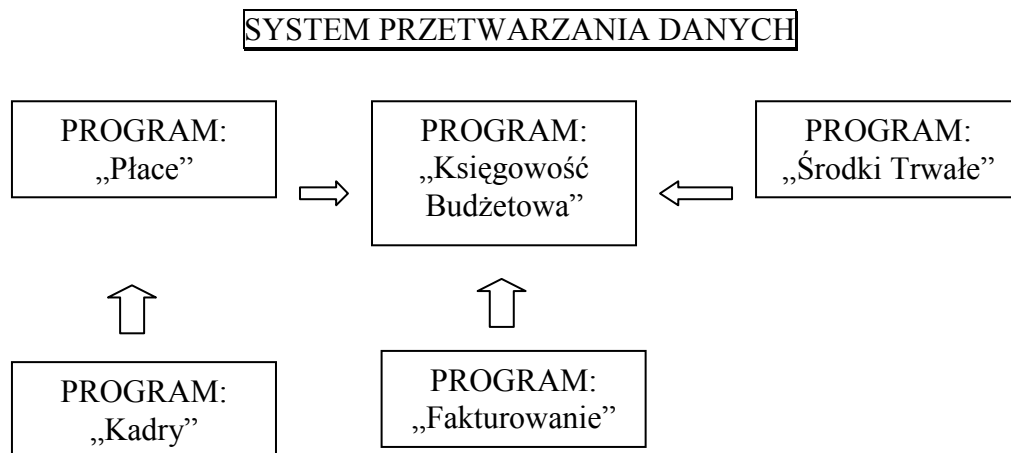 SYSTEM PRZETWARZANIA DANYCH
PROGRAM:
„Płace”
PROGRAM:
„Księgowość
Budżetowa”
PROGRAM:
„Środki Trwałe”
PROGRAM:
„Kadry”
PROGRAM:
„Fakturowanie”